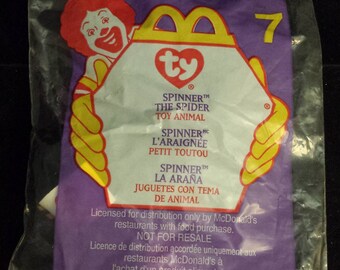 7
ty
SPINNER™
THE SPIDER
TOY ANIMAL
SPINNER™
L'ARAIGNÉE
PETIT TOUTOU
SPINNER™
LA ARAÑA
JUGUETES CON TEMA
DE ANIMAL
Licensed for distribution only by McDonald's
restaurants with food purchase.
NOT FOR RESALE
Licence de distribution accordée uniquement aux
restaurants McDonald's à
l'achat d'un